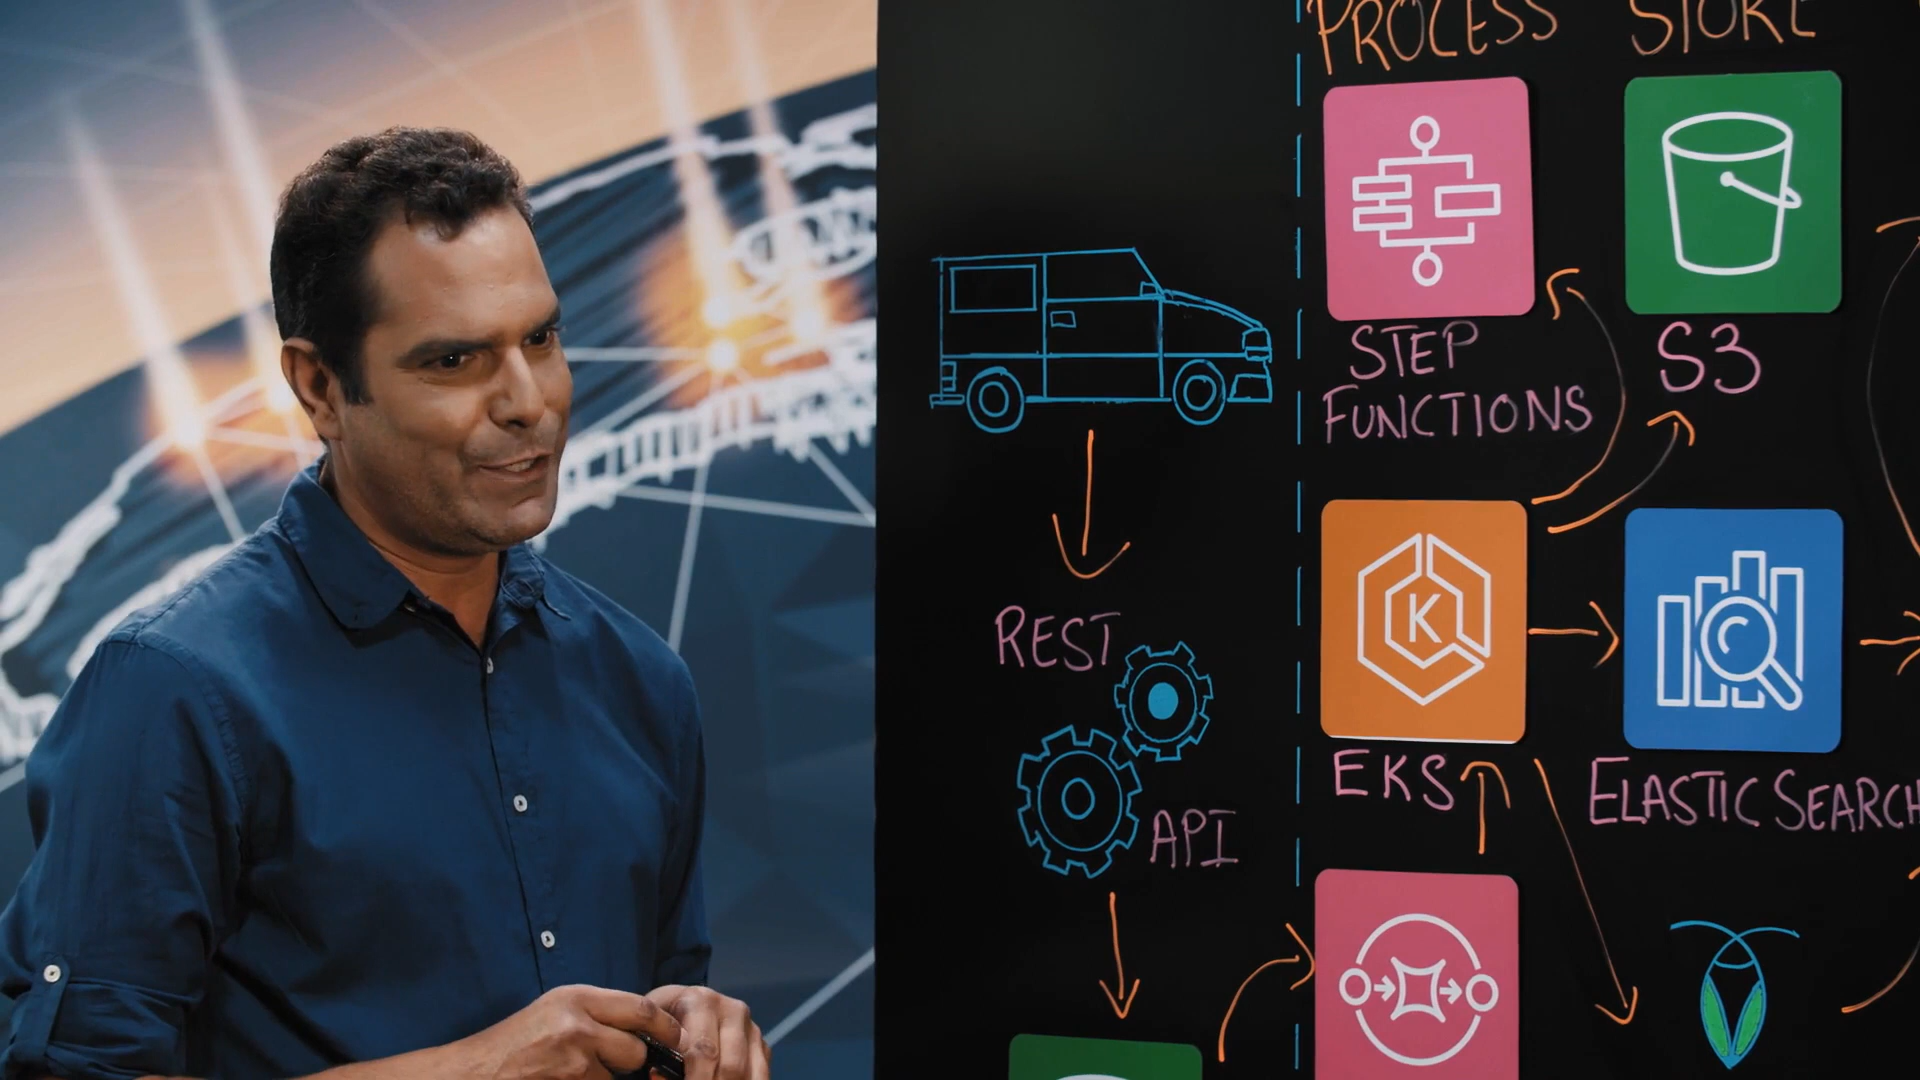 PROCESS
STORE
STEP
FUNCTIONS
S3
REST
API
K
EKS
ELASTIC SEARCH